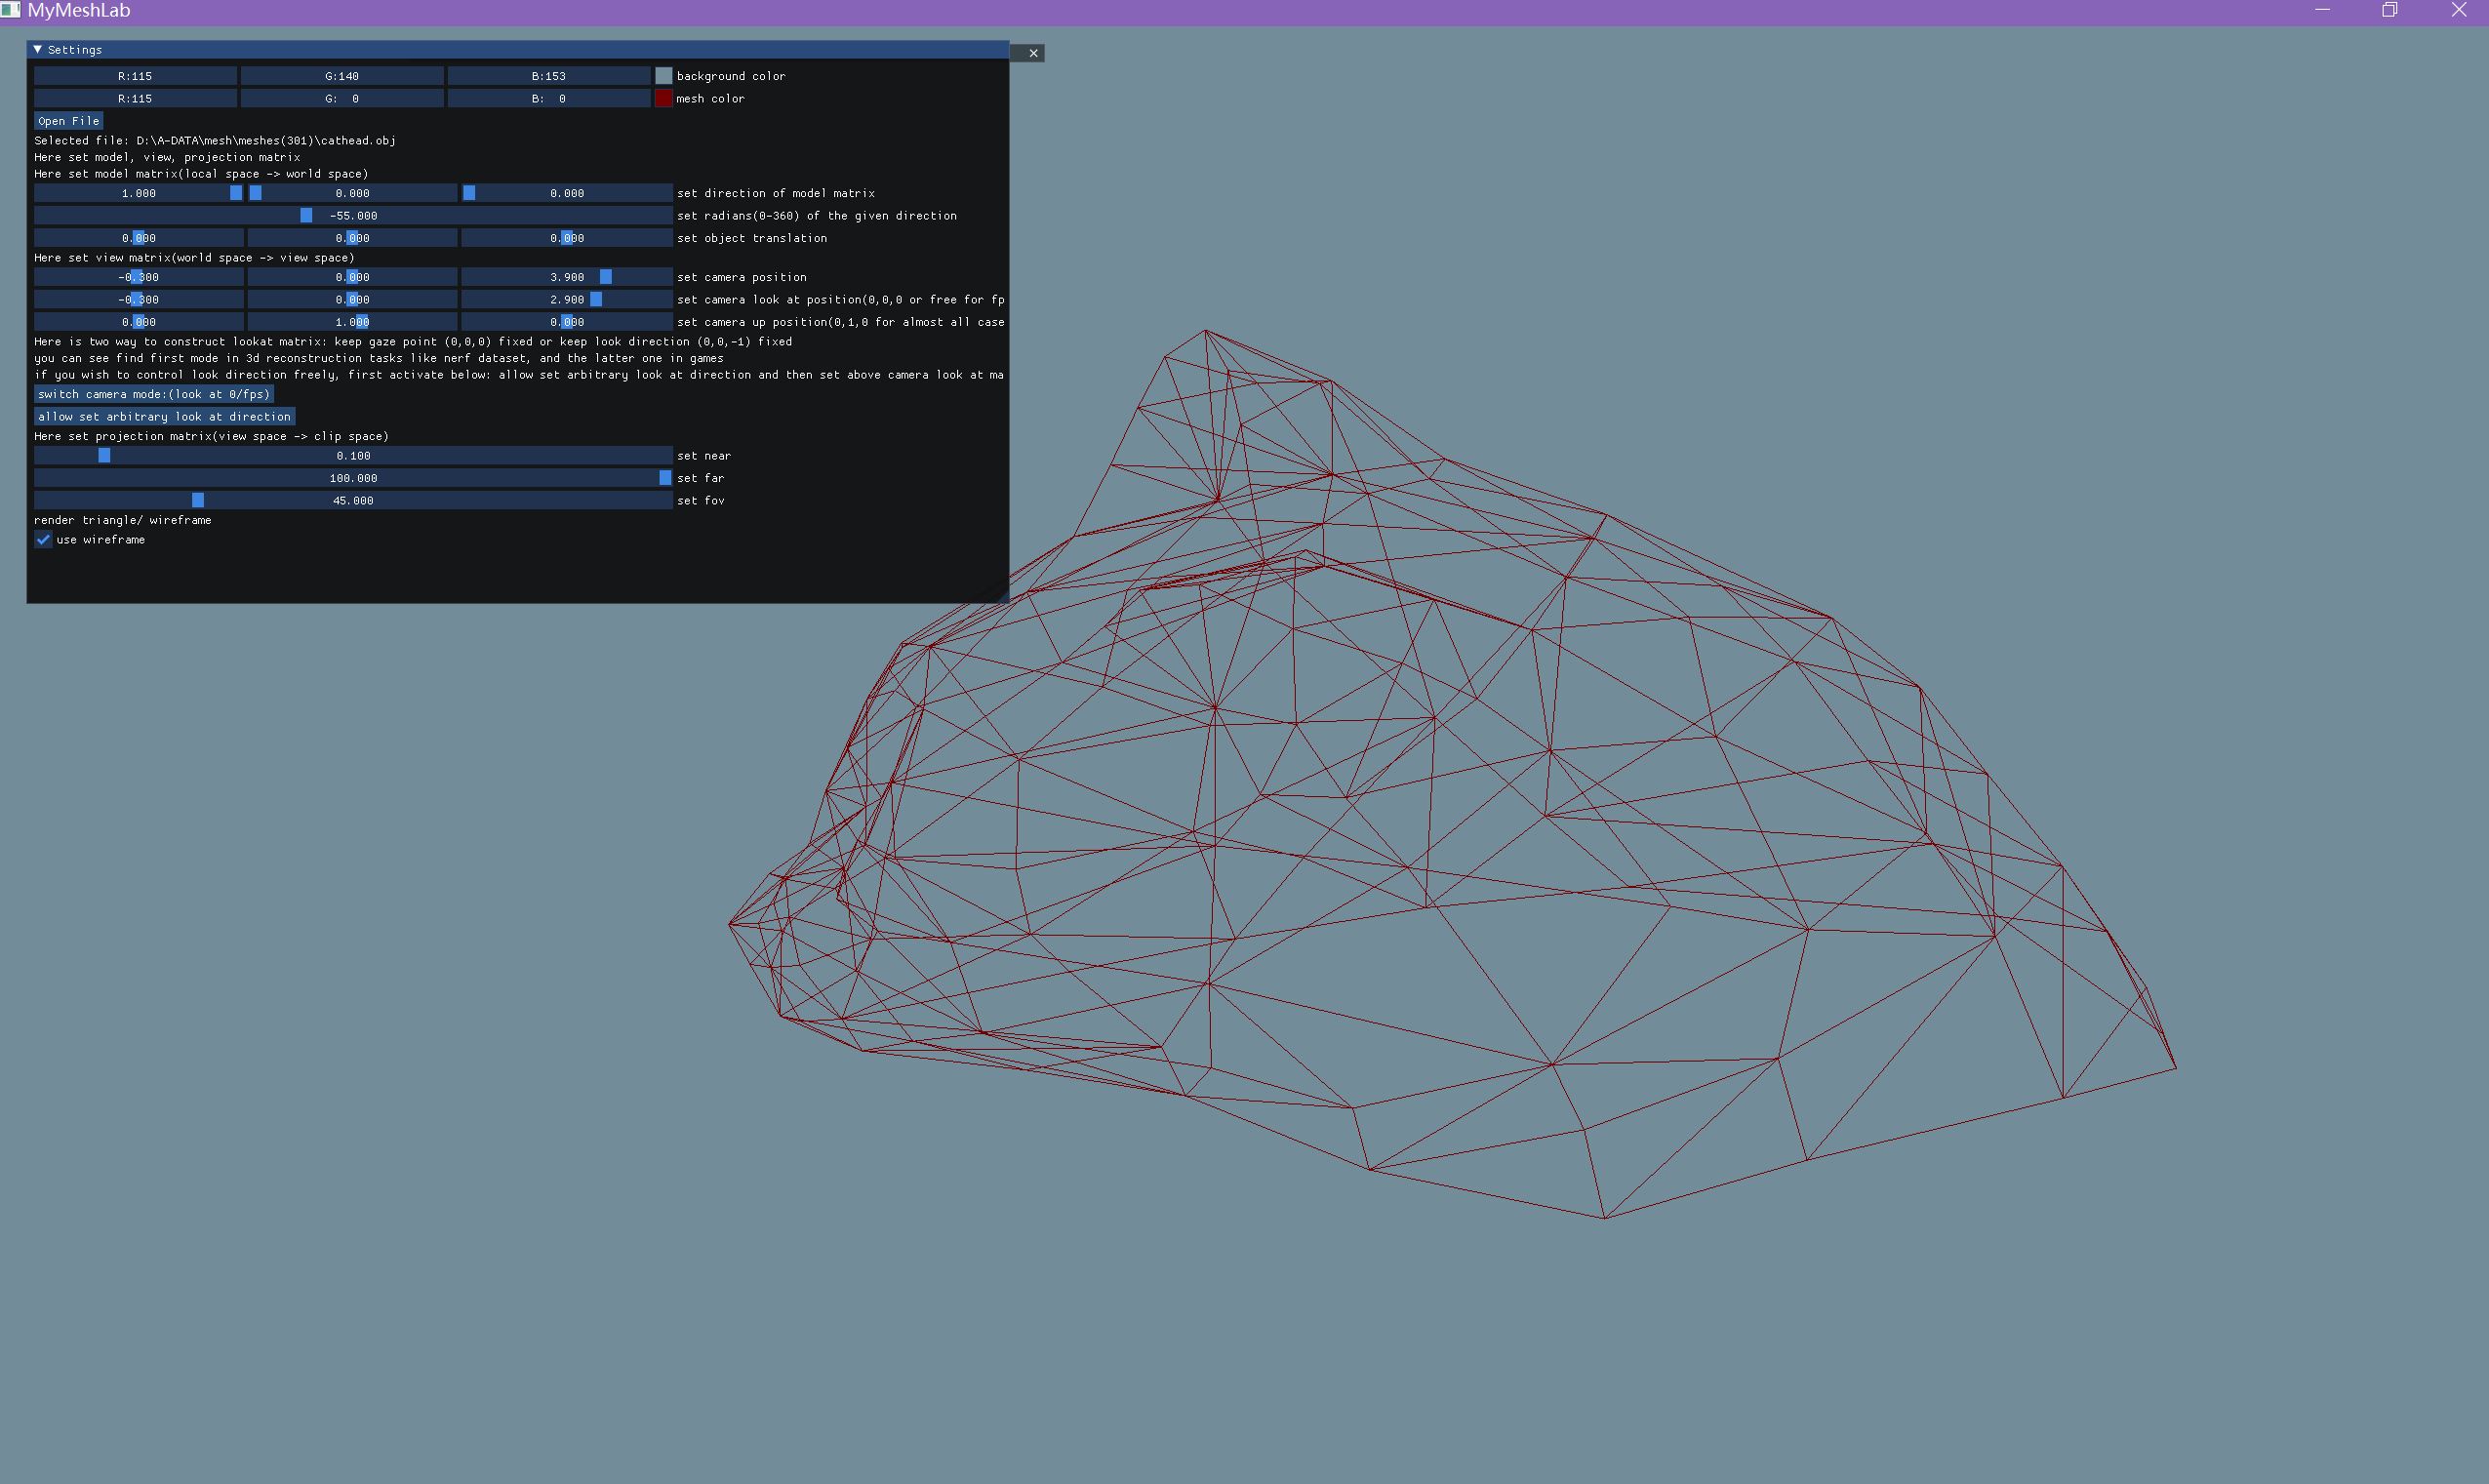 MyMeshLab
Settings
R:115 G:140 B:153 background color
R:115 G: 0 B: 0 mesh color
Open File
Selected file: D:\A-DATA\mesh\meshes(301)\cathead.obj
Here set model, view, projection matrix
Here set model matrix(local space -> world space)
1.000 0.000 0.000 set direction of model matrix
-55.000 set radians(0-360) of the given direction
0.000 0.000 0.000 set object translation
Here set view matrix(world space -> view space)
-0.300 0.000 3.900 set camera position
-0.300 0.000 2.900 set camera look at position(0,0,0 or free for fp
0.000 1.000 0.000 set camera up position(0,1,0 for almost all case
Here is two way to construct lookat matrix: keep gaze point (0,0,0) fixed or keep look direction (0,0,-1) fixed
you can see find first mode in 3d reconstruction tasks like nerf dataset, and the latter one in games
if you wish to control look direction freely, first activate below: allow set arbitrary look at direction and then set above camera look at ma
switch camera mode:(look at 0/fps)
allow set arbitrary look at direction
Here set projection matrix(view space -> clip space)
0.100 set near
100.000 set far
45.000 set fov
render triangle/ wireframe
use wireframe